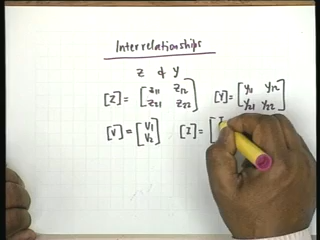 Interrelationships
Z & Y
[Z] = [Z11 Z12 Z21 Z22] [Y] = [Y11 Y12 Y21 Y22]
[V] = [V1 V2] [I] = [I